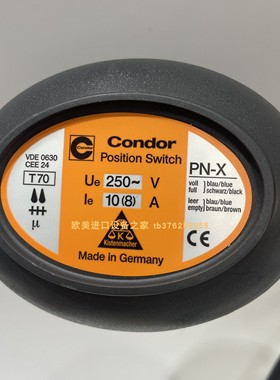 VDE 0630
CEE 24
T 70
µ
C
Condor
Position Switch
Ue 250~ V
Ie 10(8) A
K
Kistenmacher
Made in Germany
PN-X
voll } blau/blue
full } schwarz/black
leer } blau/blue
empty } braun/brown
CE
欧美进口设备之家